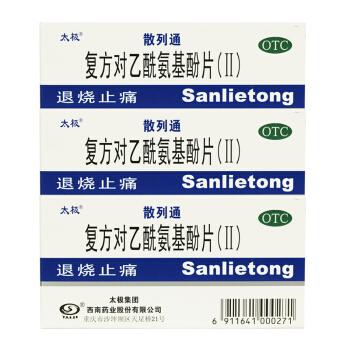 太极®
散列通
OTC
复方对乙酰氨基酚片(II)
退烧止痛 Sanlietong
太极®
散列通
OTC
复方对乙酰氨基酚片(II)
退烧止痛 Sanlietong
太极®
散列通
OTC
复方对乙酰氨基酚片(II)
退烧止痛 Sanlietong
太极集团
西南药业股份有限公司
重庆市沙坪坝区天星桥21号
TAIJI
6 911641 000271